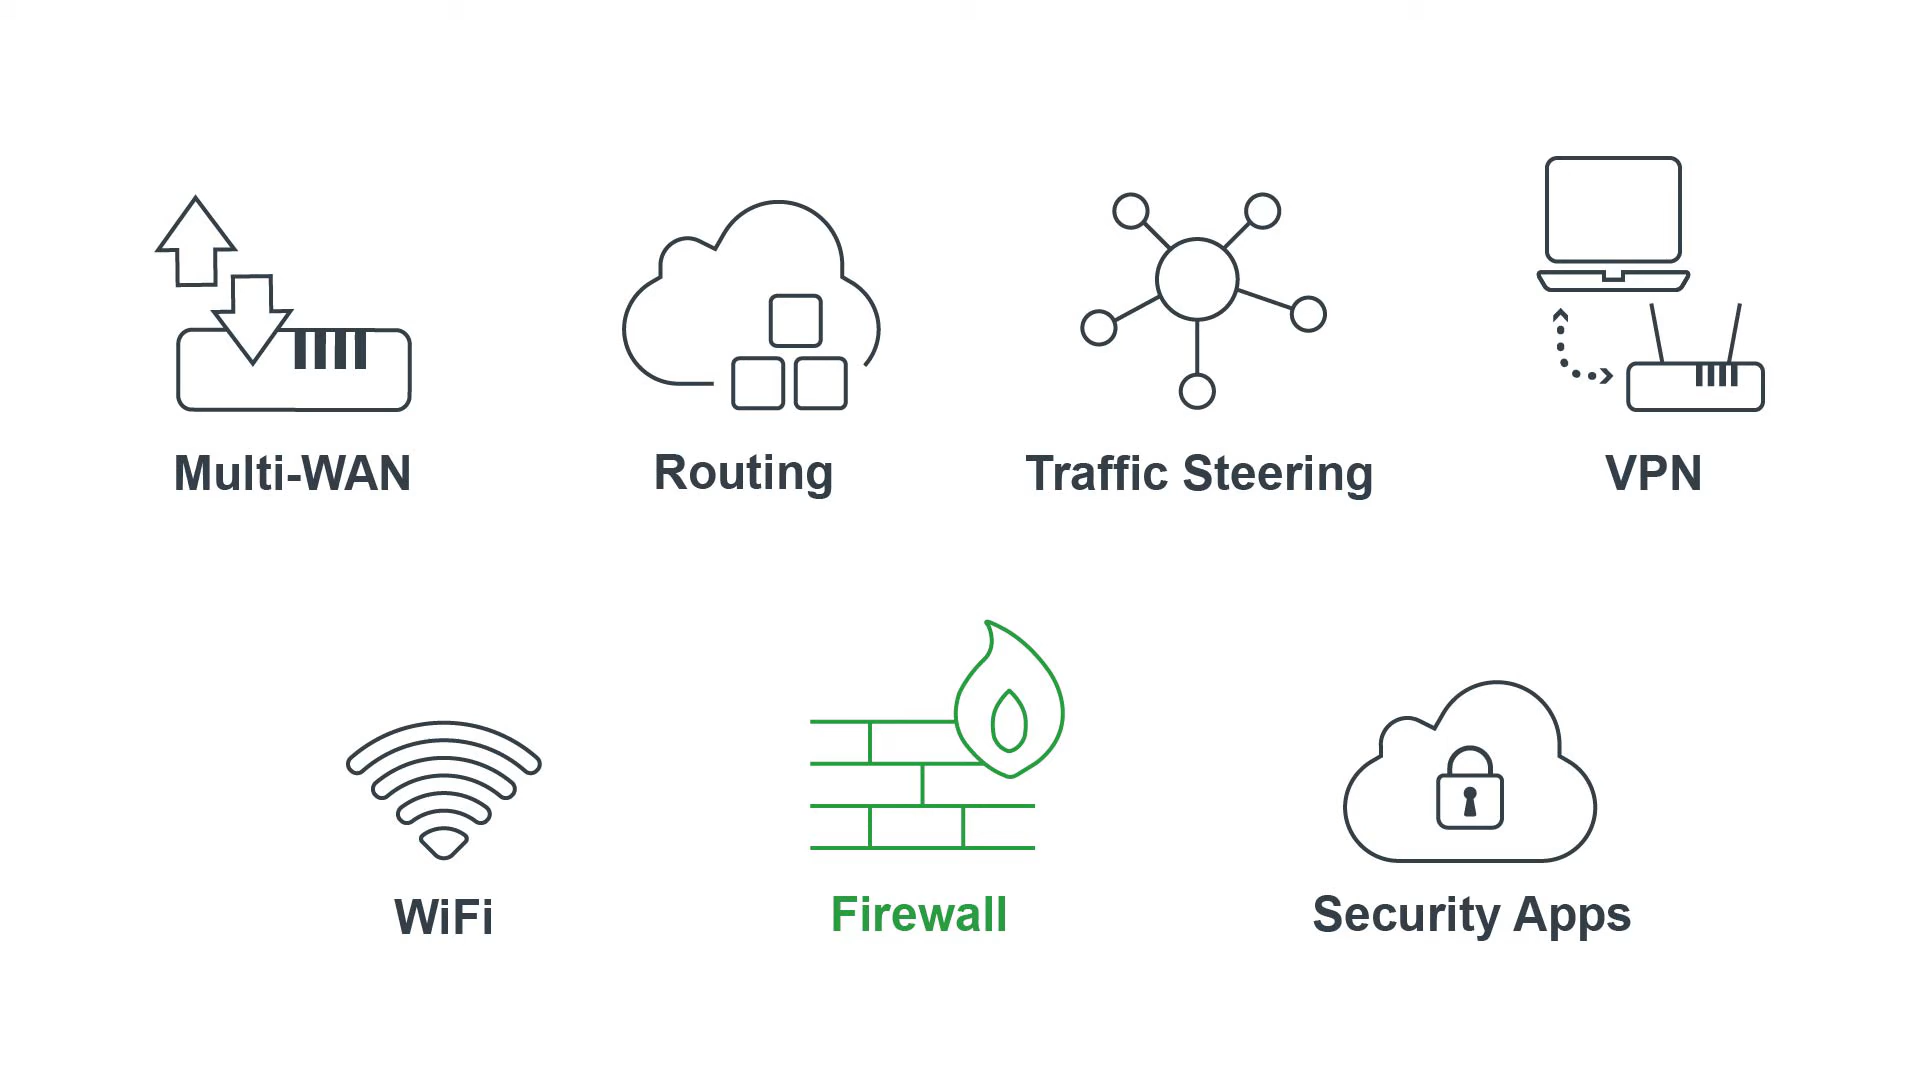 Multi-WAN
Routing
Traffic Steering
VPN
WiFi
Firewall
Security Apps